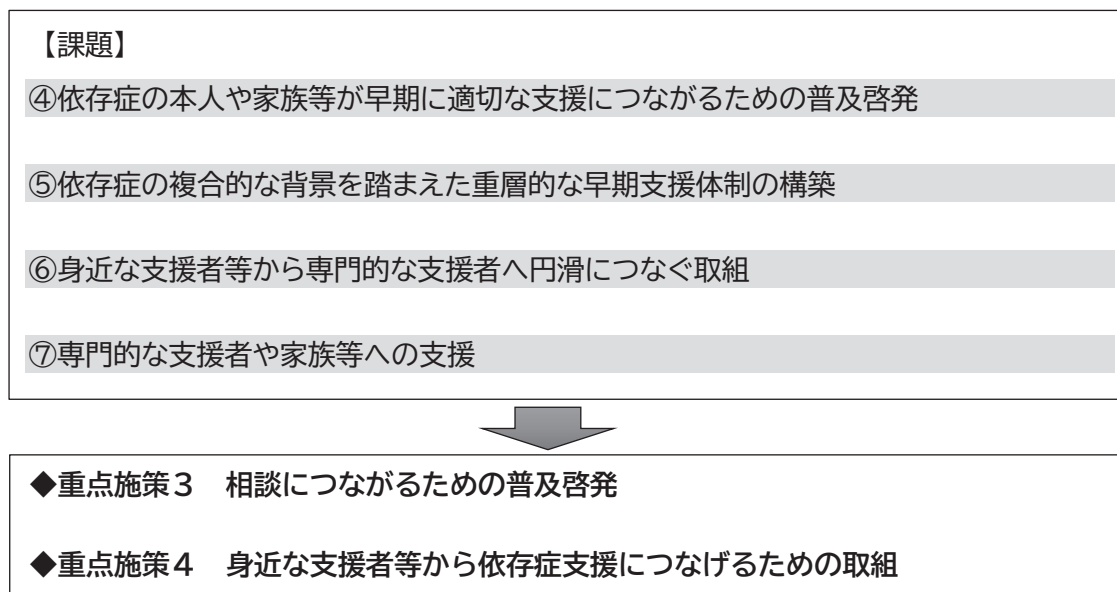 【課題】
④依存症の本人や家族等が早期に適切な支援につながるための普及啓発
⑤依存症の複合的な背景を踏まえた重層的な早期支援体制の構築
⑥身近な支援者等から専門的な支援者へ円滑につなぐ取組
⑦専門的な支援者や家族等への支援
◆重点施策３　相談につながるための普及啓発
◆重点施策４　身近な支援者等から依存症支援につなげるための取組